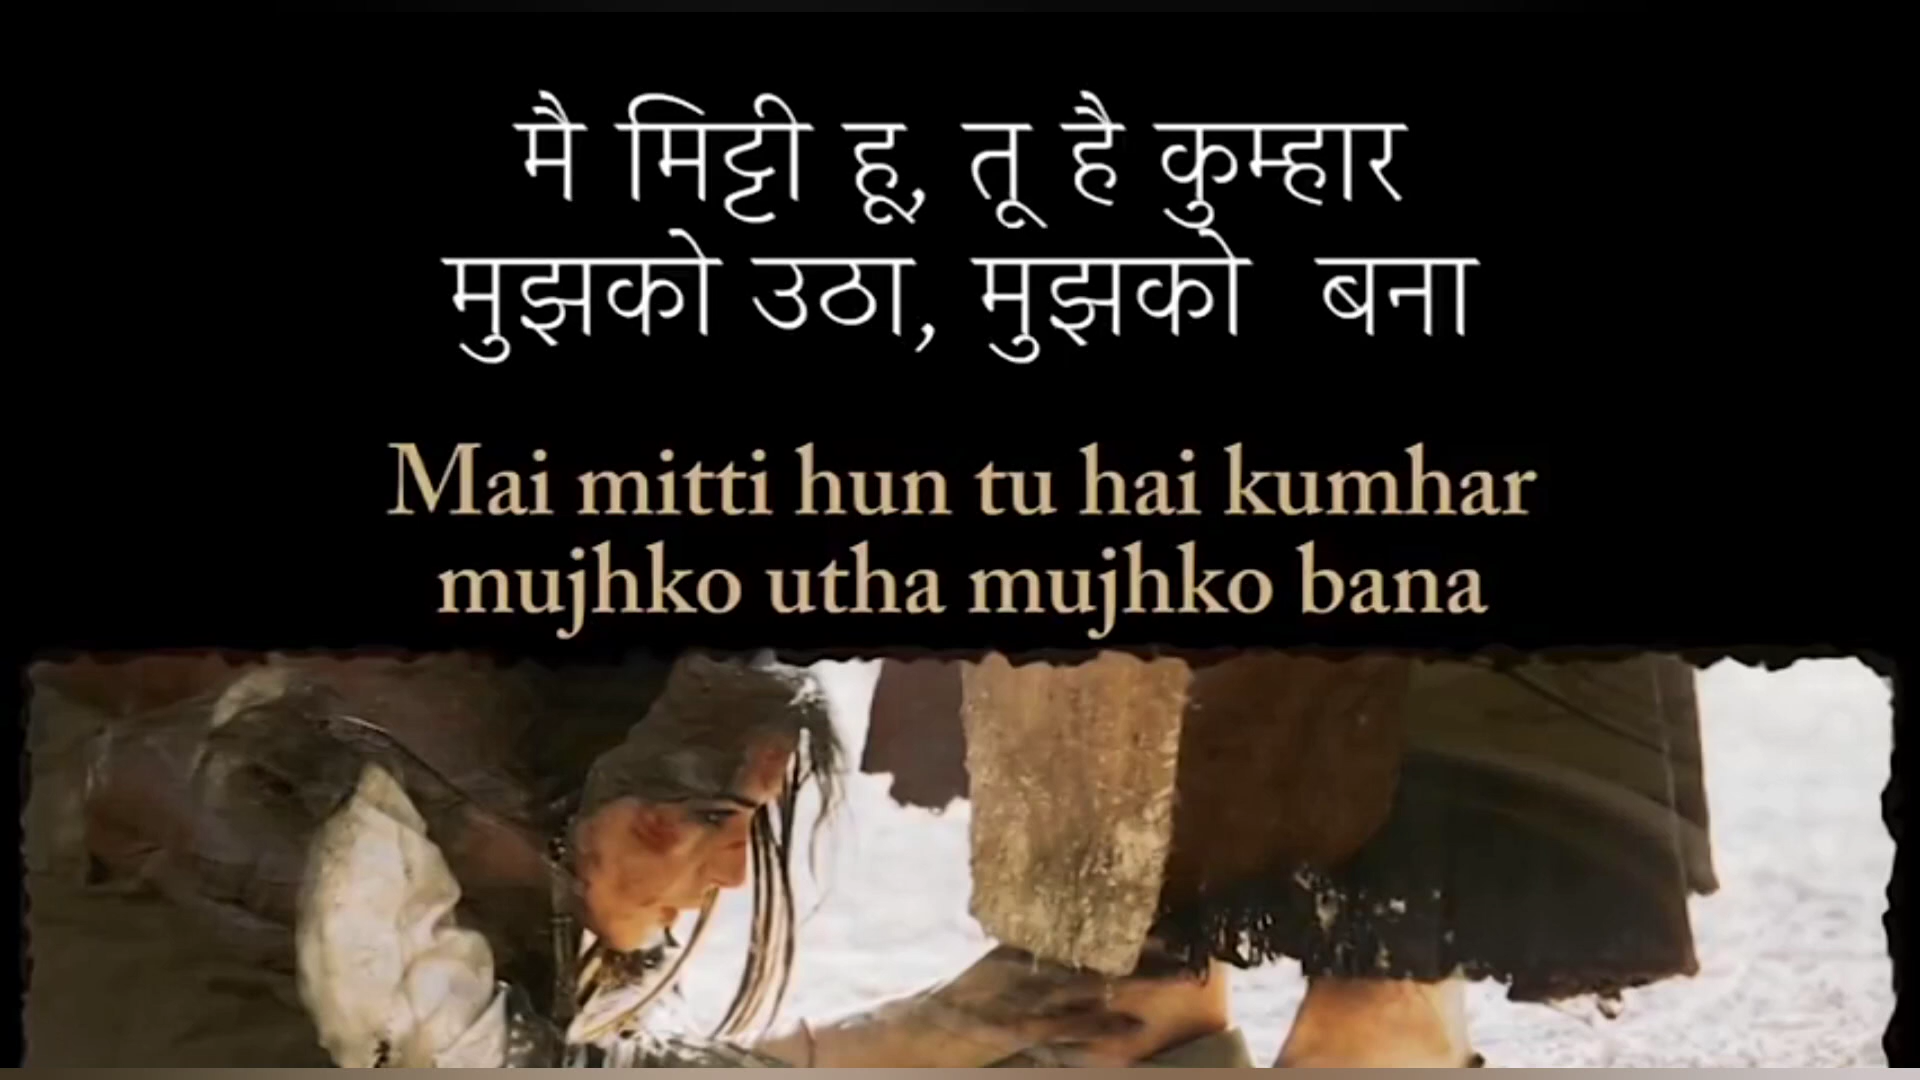 मै मिट्टी हू, तू है कुम्हार
मुझको उठा, मुझको बना
Mai mitti hun tu hai kumhar
mujhko utha mujhko bana